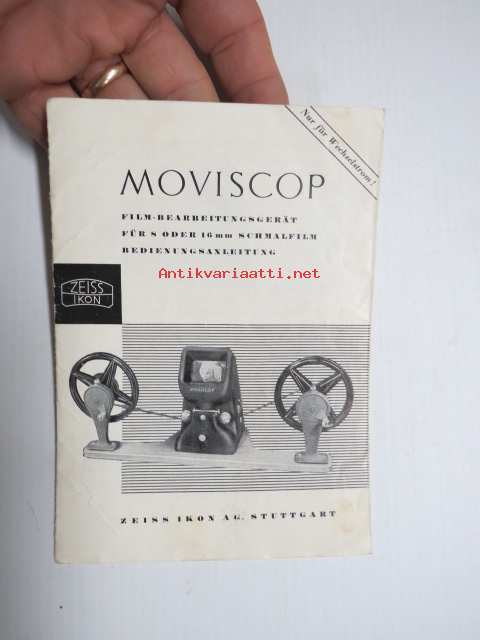 Nur für Wechselstrom!
MOVISCOP
FILM-BEARBEITUNGSGERÄT
FÜR 8 ODER 16mm SCHMALFILM
BEDIENUNGSANLEITUNG
Antikvariaatti.net
ZEISS
IKON
MOVISCOP
ZEISS IKON AG. STUTTGART